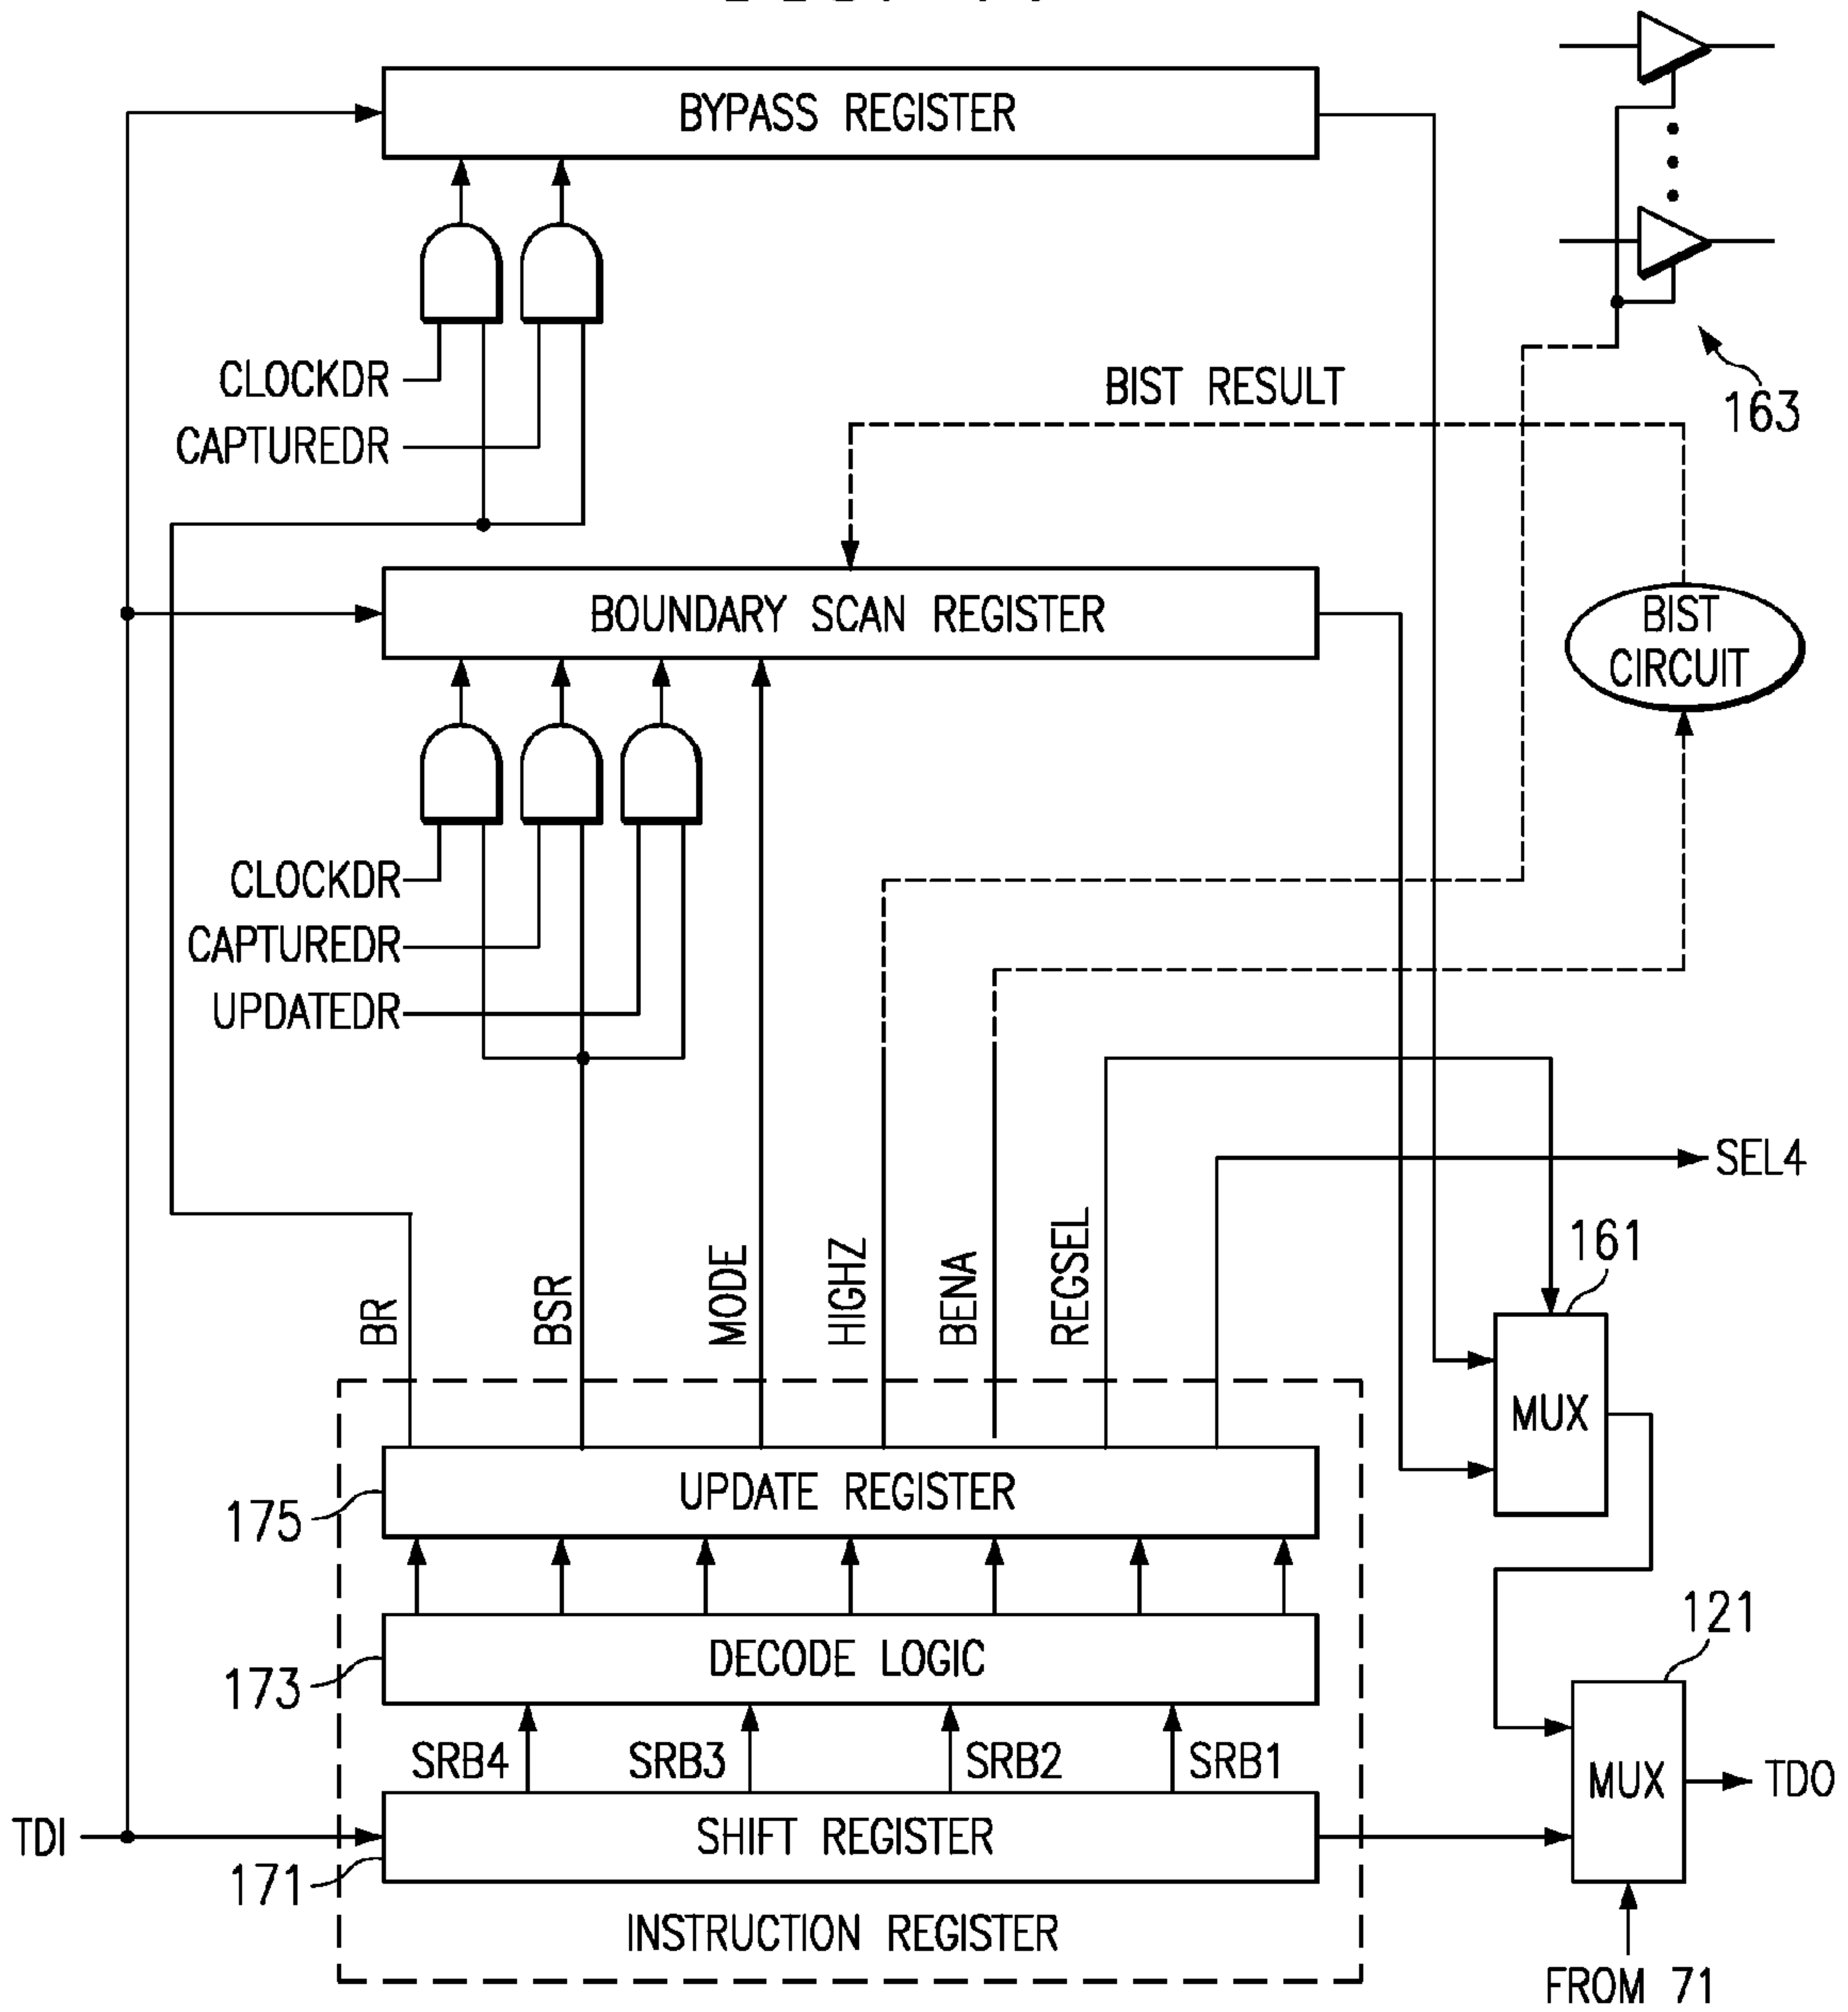 BYPASS REGISTER
CLOCKDR
CAPTUREDR
BIST RESULT
163
BOUNDARY SCAN REGISTER
BIST
CIRCUIT
CLOCKDR
CAPTUREDR
UPDATEDR
SEL4
161
BR
BSR
MODE
HIGHZ
BENA
REGSEL
MUX
UPDATE REGISTER
175
121
DECODE LOGIC
173
SRB4
SRB3
SRB2
SRB1
MUX
TDO
TDI
SHIFT REGISTER
171
INSTRUCTION REGISTER
FROM 71